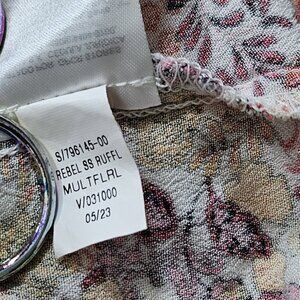 S/796145-00
REBEL SS RUFFL
MULTFLRL
V/031000
05/23